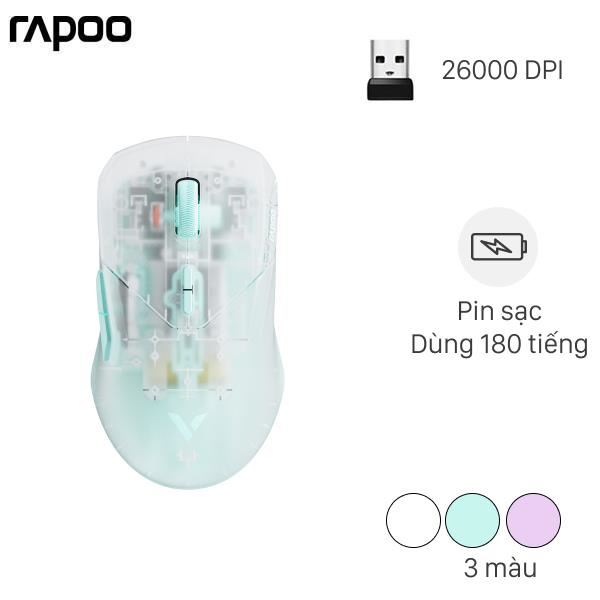 rapoo
26000 DPI
Pin sạc
Dùng 180 tiếng
3 màu